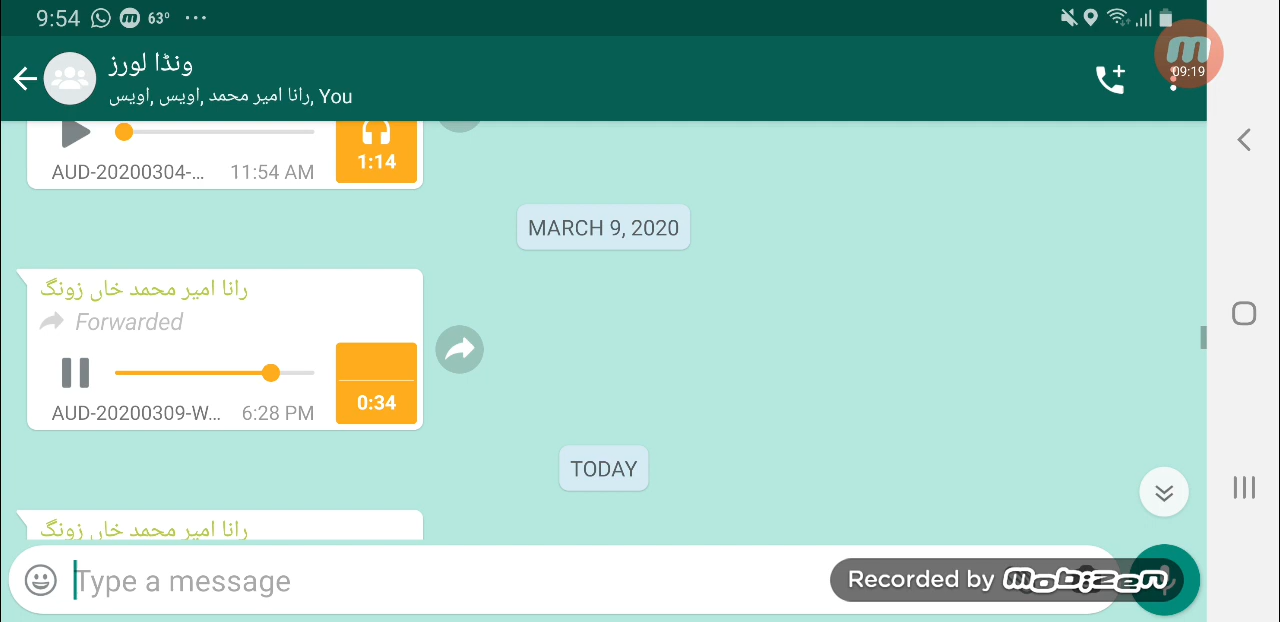 9:54 63° ...
ونڈا لورز
رانا امیر محمد, اویس, اویس, You
09:19
1:14
AUD-20200304-... 11:54 AM
MARCH 9, 2020
رانا امیر محمد خاں زونگ
Forwarded
0:34
AUD-20200309-W... 6:28 PM
TODAY
رانا امیر محمد خاں زونگ
Type a message
Recorded by mobizen